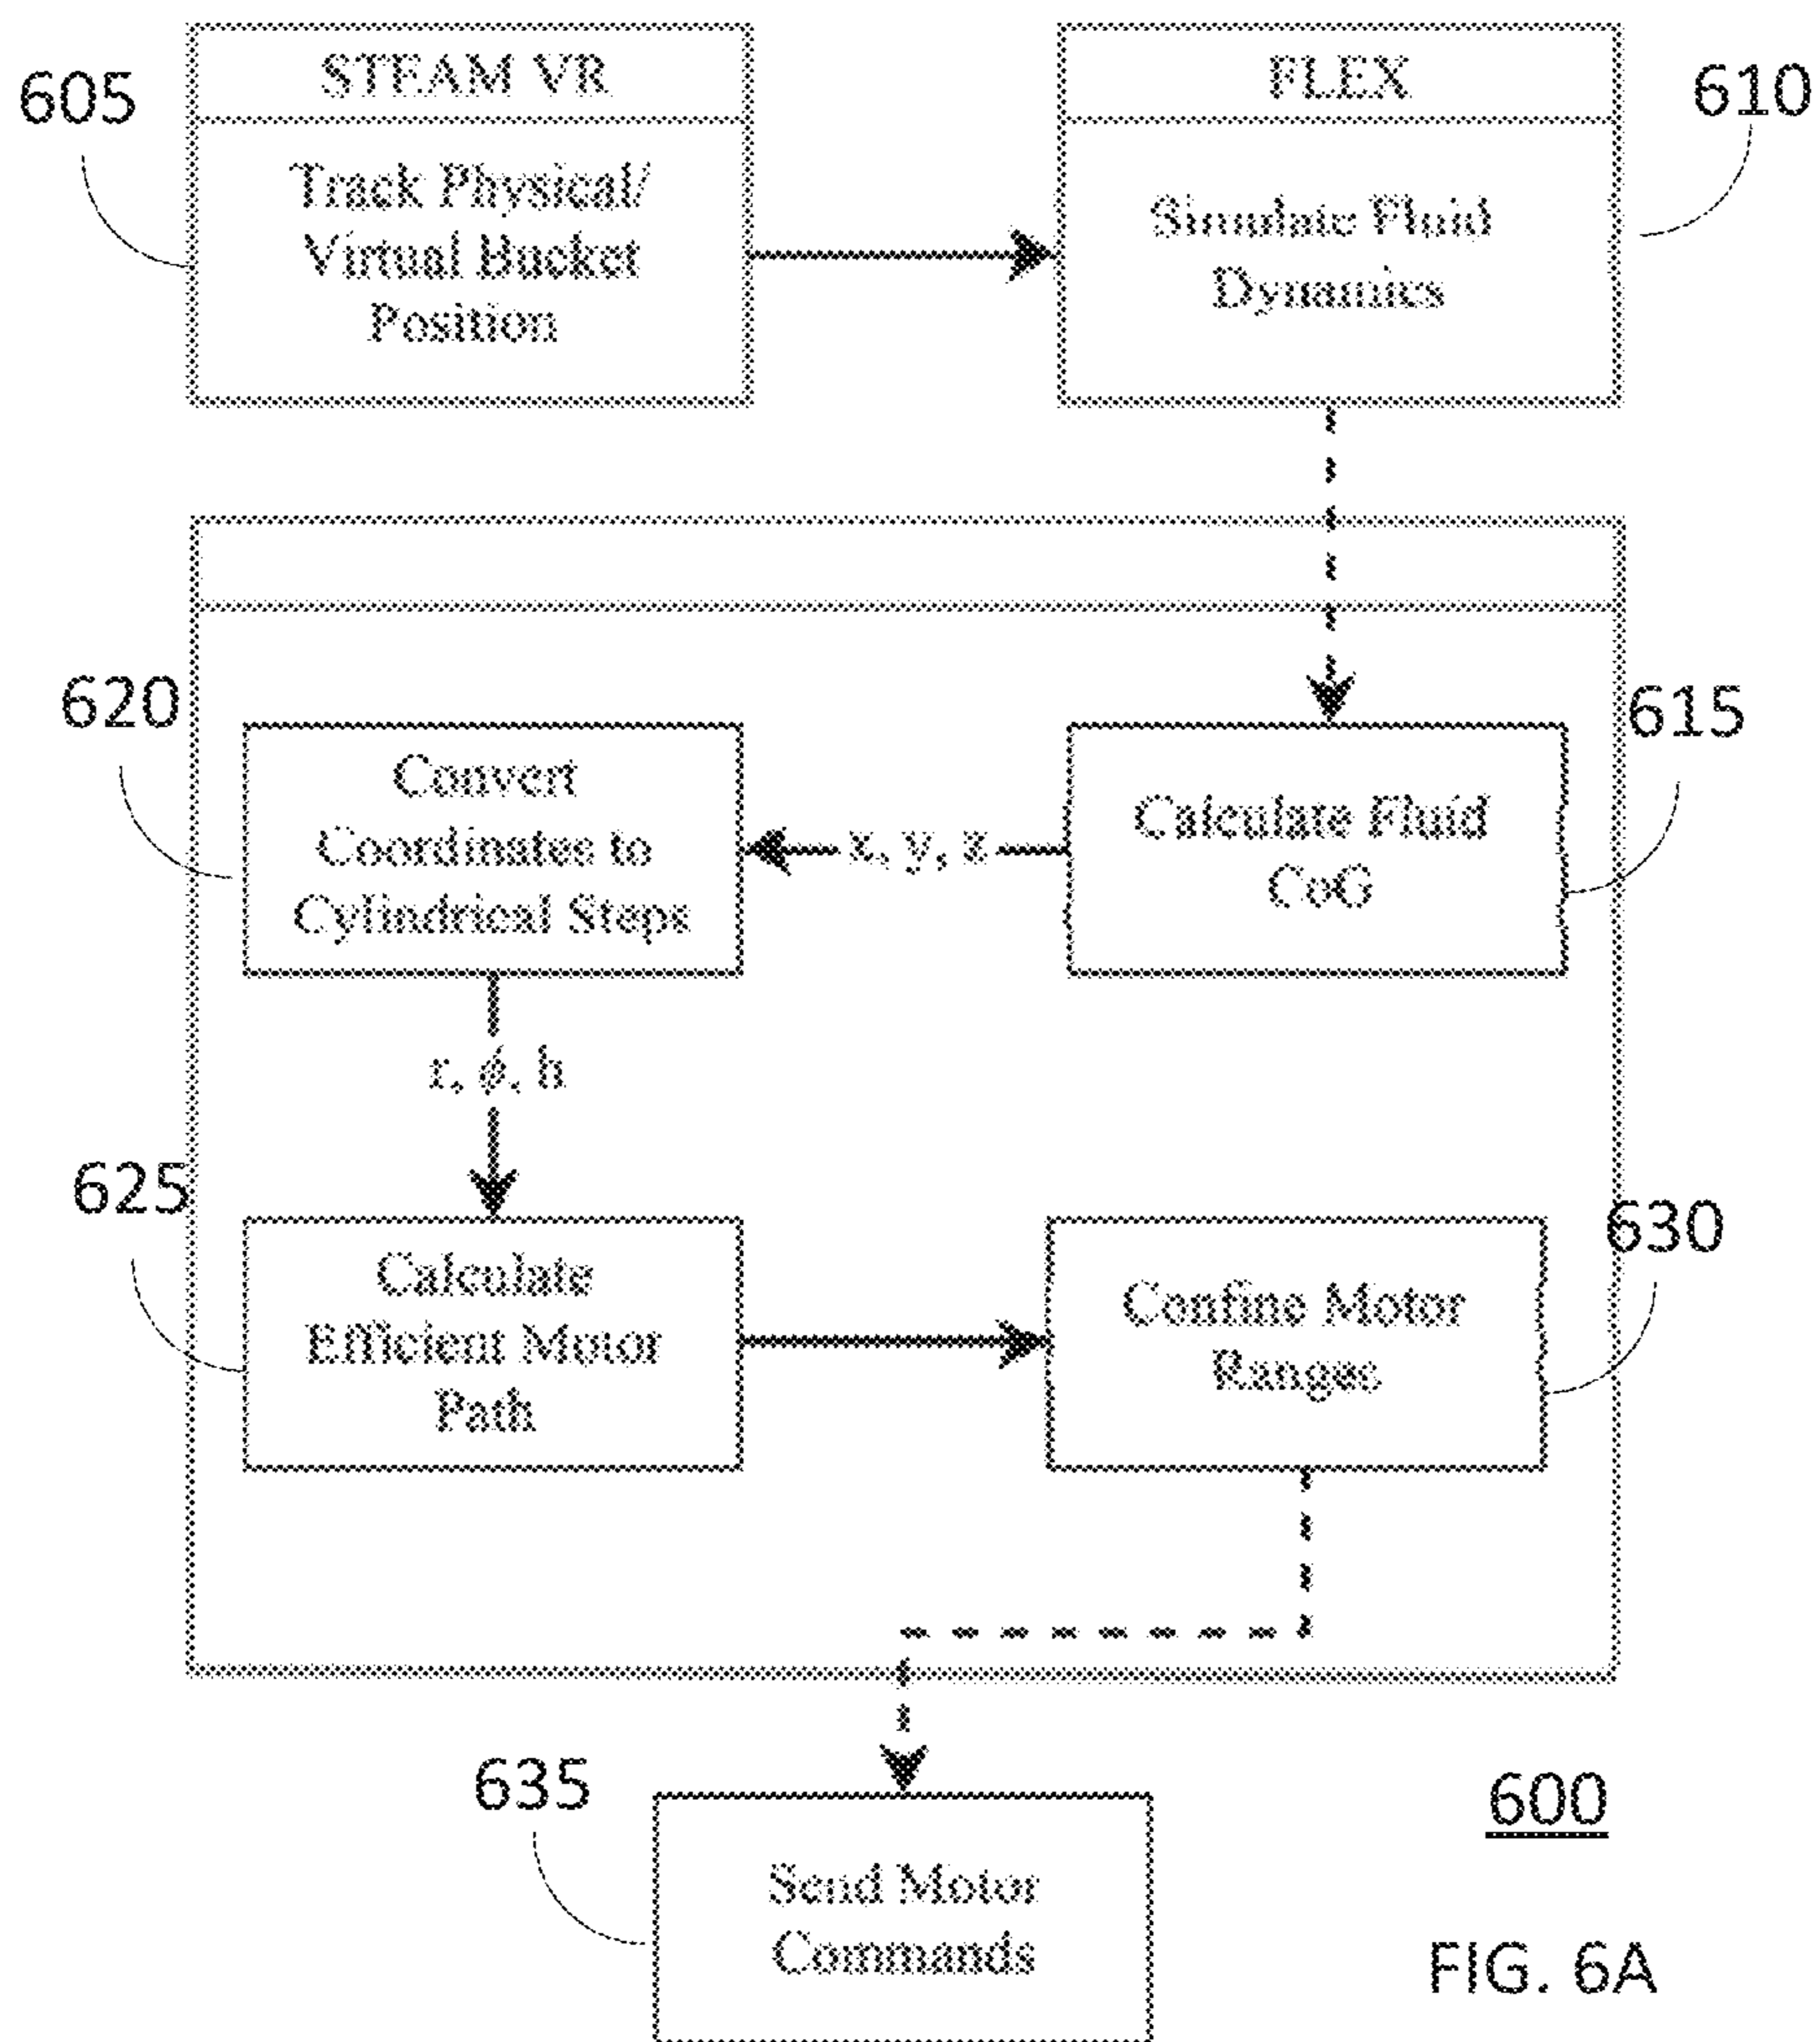 605
STEAM VR
Track Physical/
Virtual Bucket
Position
FLEX
610
Simulate Fluid
Dynamics
620
Convert
Coordinates to
Cylindrical Steps
x, y, z
615
Calculate Fluid
CoG
r, ϕ, h
625
Calculate
Efficient Motor
Path
630
Confine Motor
Ranges
635
Send Motor
Commands
600
FIG. 6A